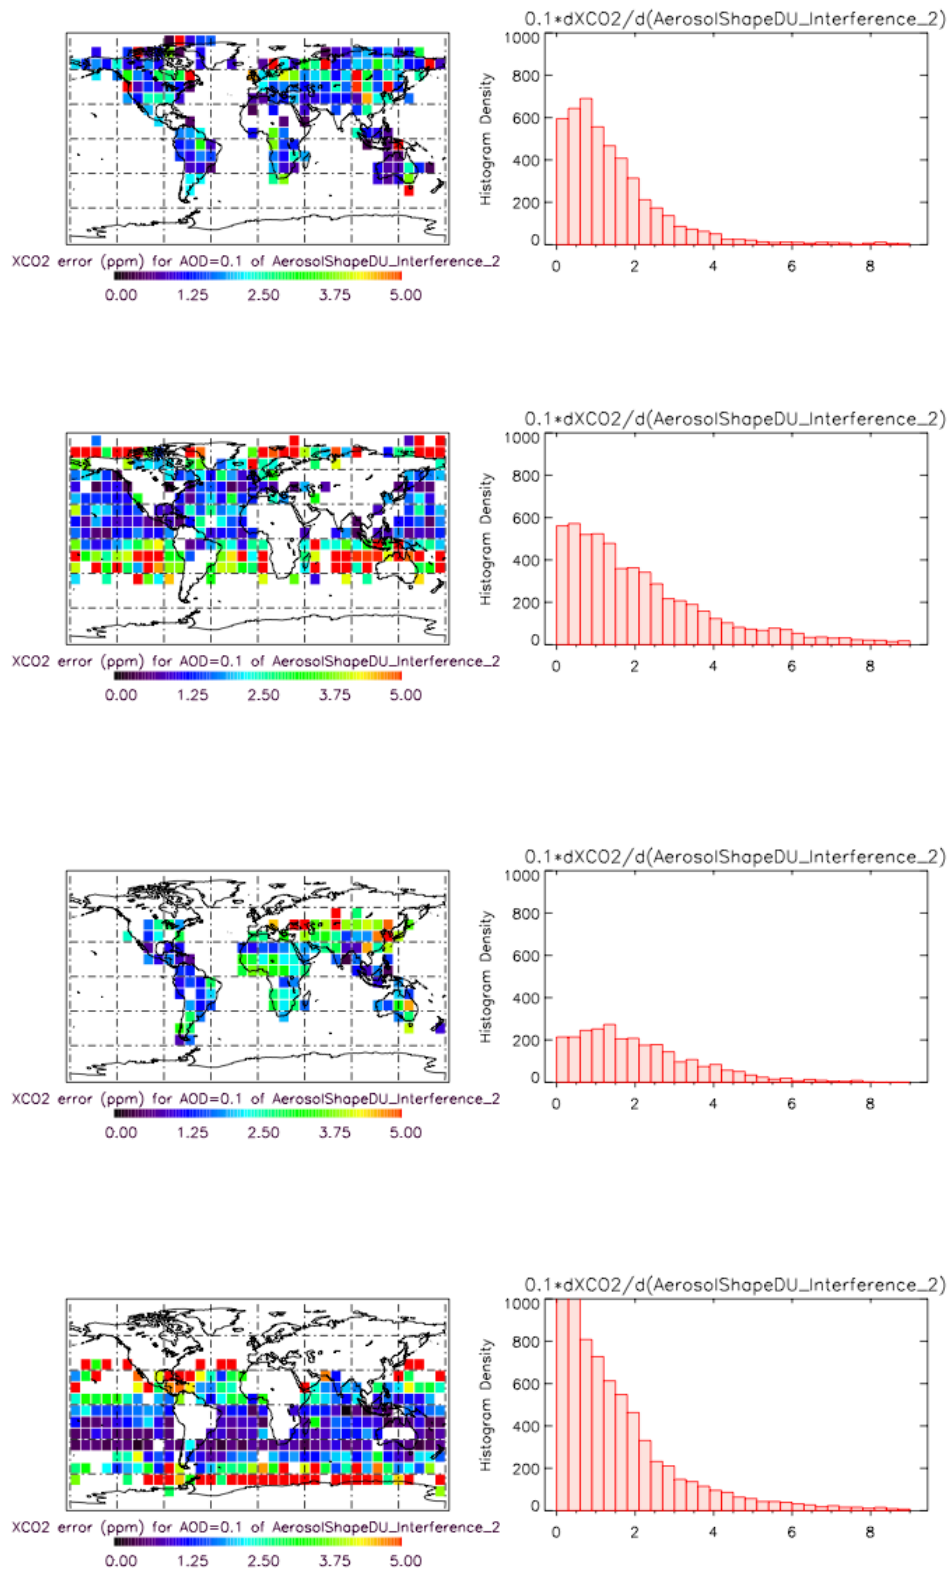 0.1*dXCO2/d(AerosolShapeDU_Interference_2)
1000
800
600
400
200
0
Histogram Density
0 2 4 6 8
XCO2 error (ppm) for AOD=0.1 of AerosolShapeDU_Interference_2
0.00 1.25 2.50 3.75 5.00
0.1*dXCO2/d(AerosolShapeDU_Interference_2)
1000
800
600
400
200
0
Histogram Density
0 2 4 6 8
XCO2 error (ppm) for AOD=0.1 of AerosolShapeDU_Interference_2
0.00 1.25 2.50 3.75 5.00
0.1*dXCO2/d(AerosolShapeDU_Interference_2)
1000
800
600
400
200
0
Histogram Density
0 2 4 6 8
XCO2 error (ppm) for AOD=0.1 of AerosolShapeDU_Interference_2
0.00 1.25 2.50 3.75 5.00
0.1*dXCO2/d(AerosolShapeDU_Interference_2)
1000
800
600
400
200
0
Histogram Density
0 2 4 6 8
XCO2 error (ppm) for AOD=0.1 of AerosolShapeDU_Interference_2
0.00 1.25 2.50 3.75 5.00